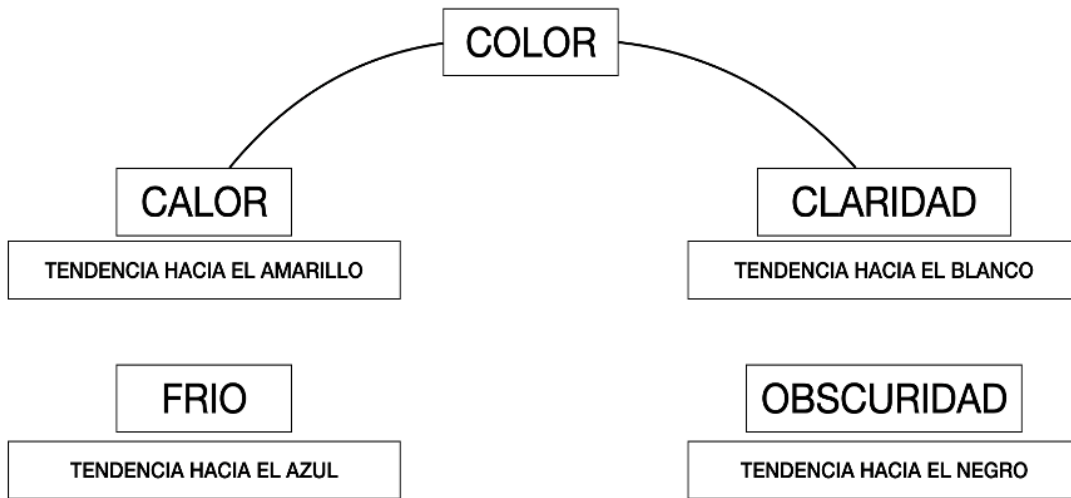 COLOR
CALOR
TENDENCIA HACIA EL AMARILLO
CLARIDAD
TENDENCIA HACIA EL BLANCO
FRIO
TENDENCIA HACIA EL AZUL
OBSCURIDAD
TENDENCIA HACIA EL NEGRO